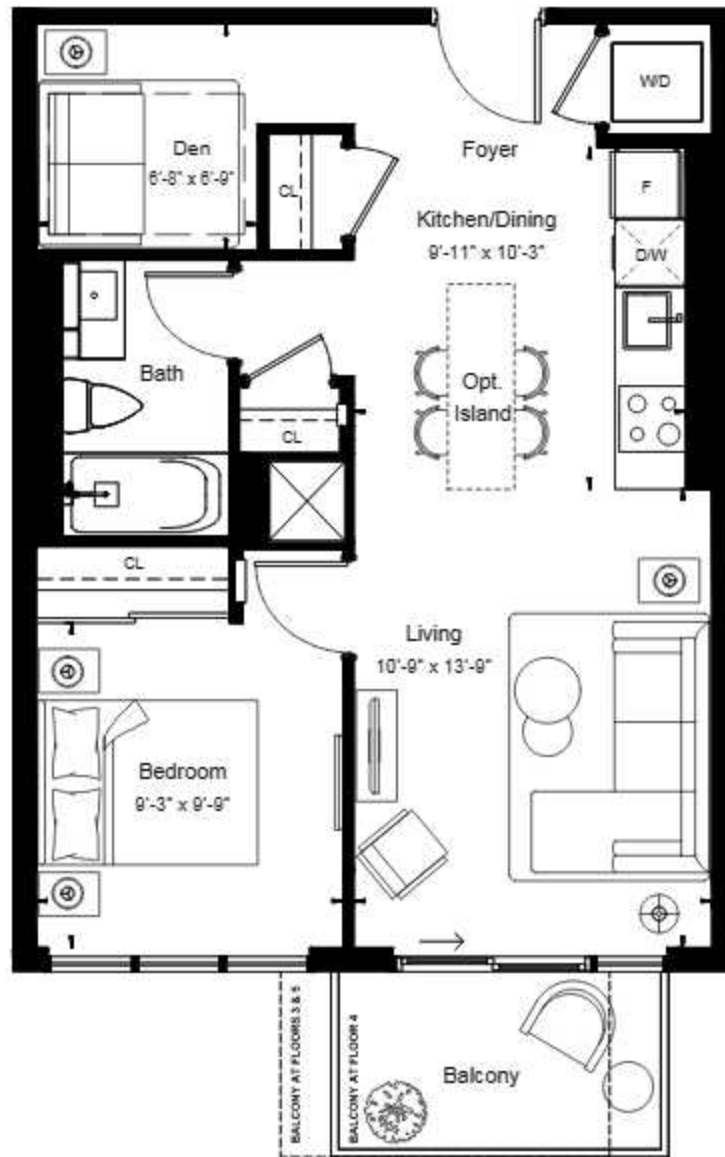 W/D
Den
6'-8" x 6'-9"
Foyer
CL
F
Kitchen/Dining
9'-11" x 10'-3"
D/W
Bath
Opt.
Island
CL
CL
Living
10'-9" x 13'-9"
Bedroom
9'-3" x 9'-9"
BALCONY AT FLOORS 3 & 5
BALCONY AT FLOOR 4
Balcony